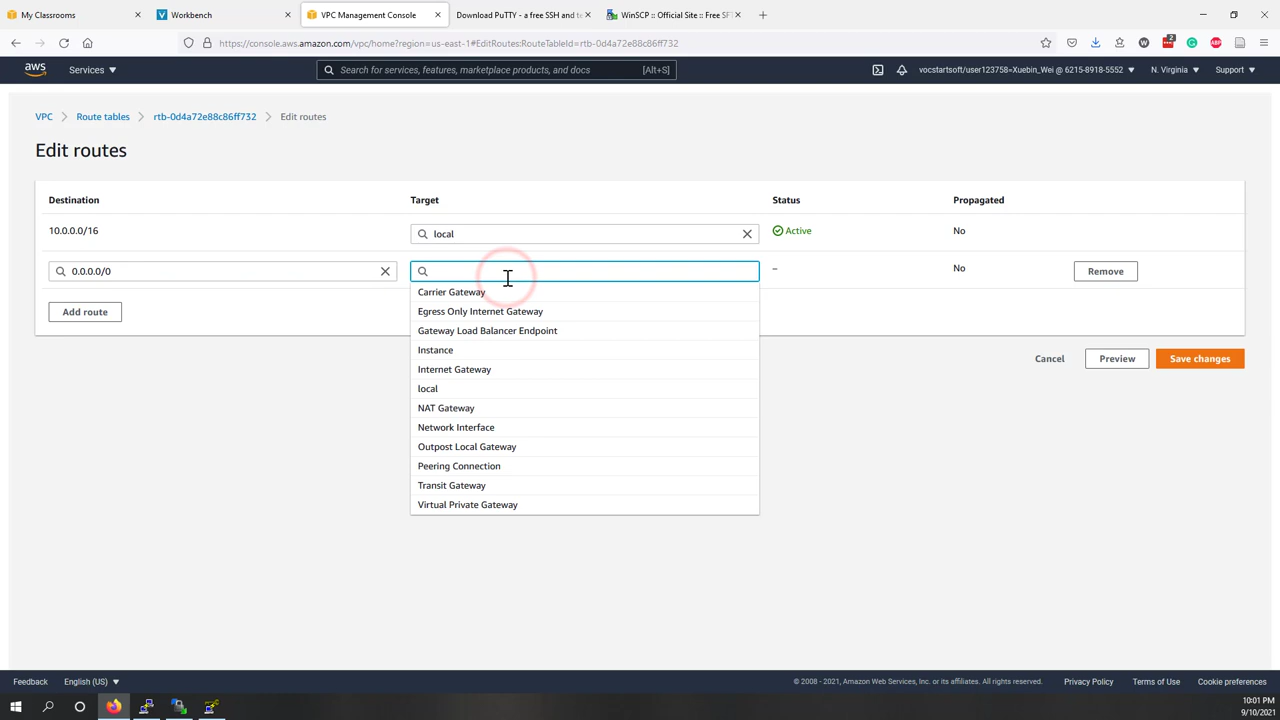 My Classrooms
Workbench
VPC Management Console
Download PuTTY - a free SSH and te
WinSCP :: Official Site :: Free SF
https://console.aws.amazon.com/vpc/home?region=us-east-1#EditRoutes:RouteTableId=rtb-0d4a72e88c86ff732
2
ABP
aws
Services
Search for services, features, marketplace products, and docs
[Alt+S]
vocstartsoft/user123758=Xuebin_Wei @ 6215-8918-5552
N. Virginia
Support
VPC
Route tables
rtb-0d4a72e88c86ff732
Edit routes
Edit routes
Destination
Target
Status
Propagated
10.0.0.0/16
local
Active
No
0.0.0.0/0
–
No
Remove
Carrier Gateway
Egress Only Internet Gateway
Gateway Load Balancer Endpoint
Instance
Internet Gateway
local
NAT Gateway
Network Interface
Outpost Local Gateway
Peering Connection
Transit Gateway
Virtual Private Gateway
Add route
Cancel
Preview
Save changes
Feedback
English (US)
© 2008 - 2021, Amazon Web Services, Inc. or its affiliates. All rights reserved.
Privacy Policy
Terms of Use
Cookie preferences
10:01 PM
9/10/2021